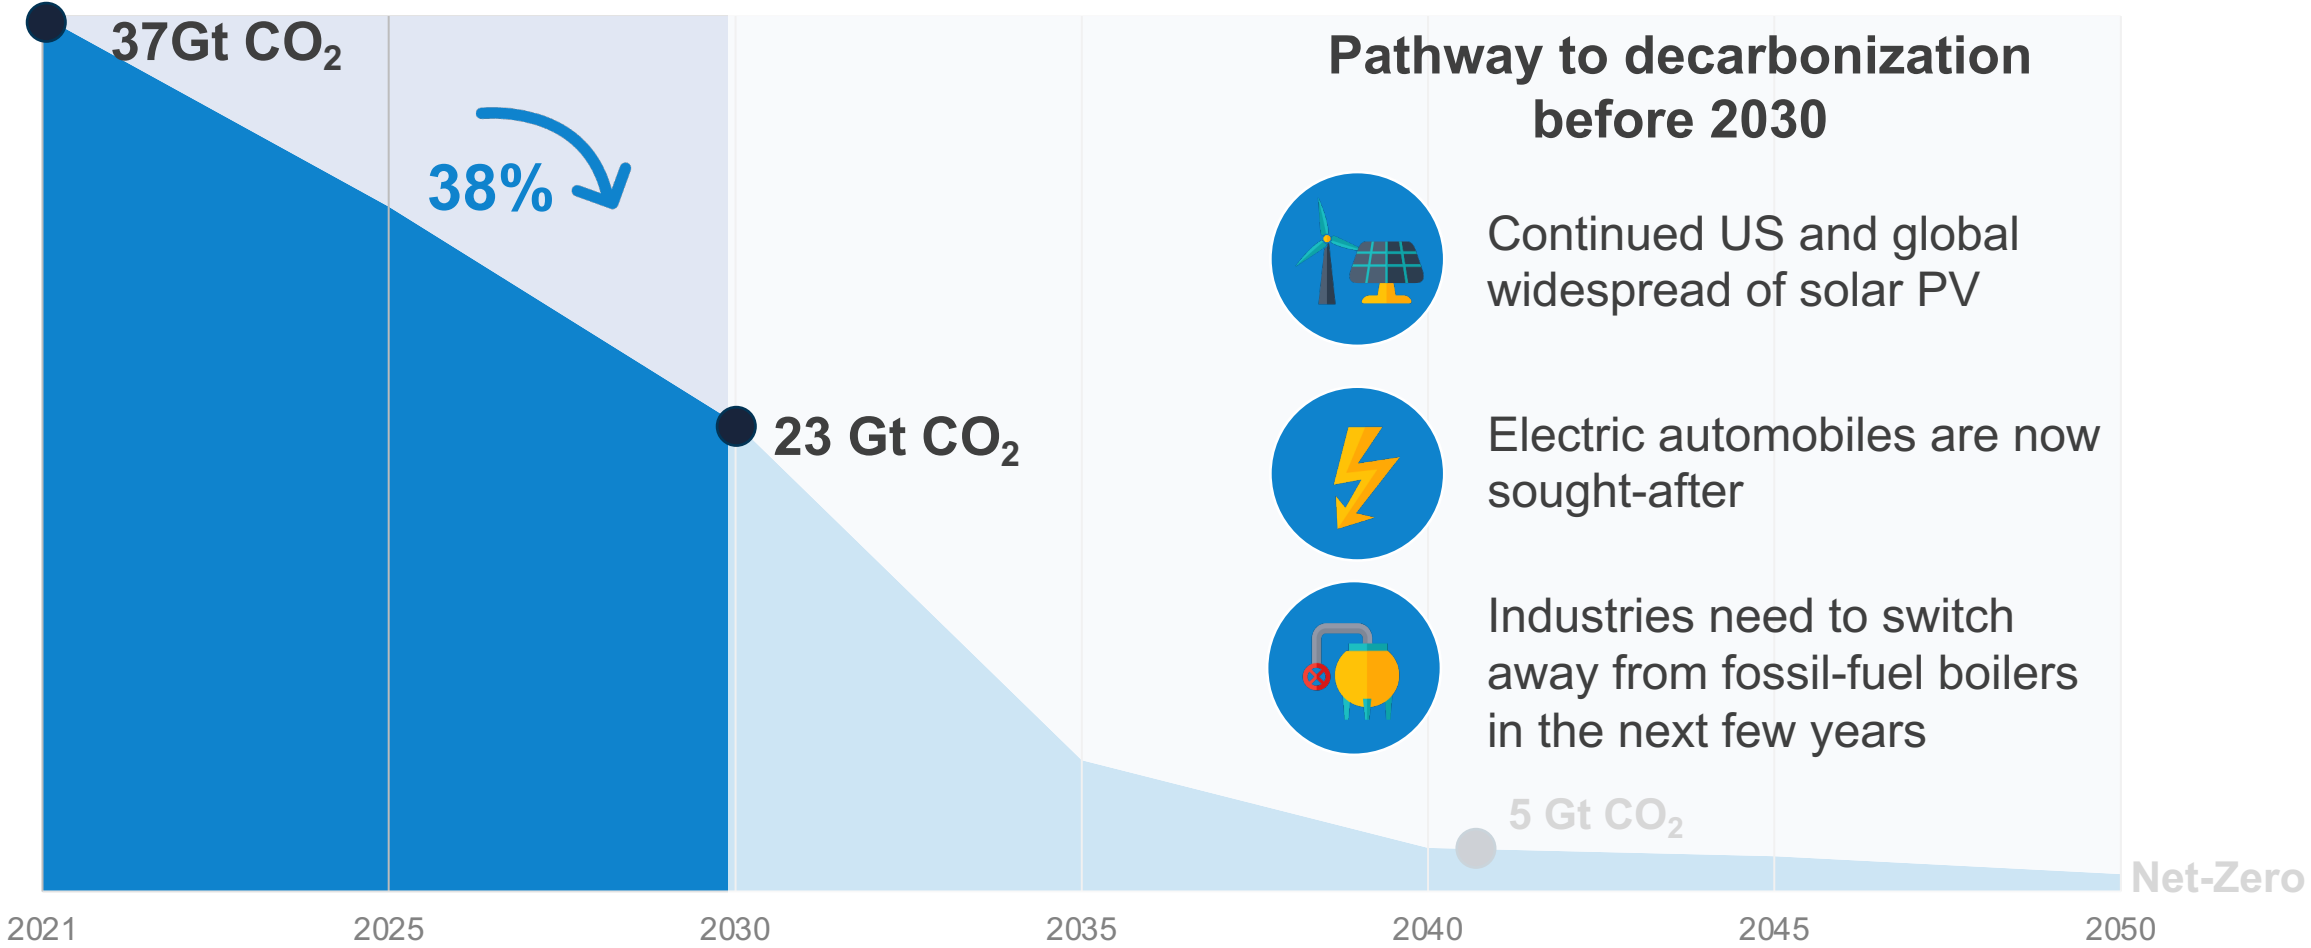 37Gt CO₂
38%
23 Gt CO₂
Pathway to decarbonization
before 2030
Continued US and global
widespread of solar PV
Electric automobiles are now
sought-after
Industries need to switch
away from fossil-fuel boilers
in the next few years
5 Gt CO₂
Net-Zero
2021 2025 2030 2035 2040 2045 2050